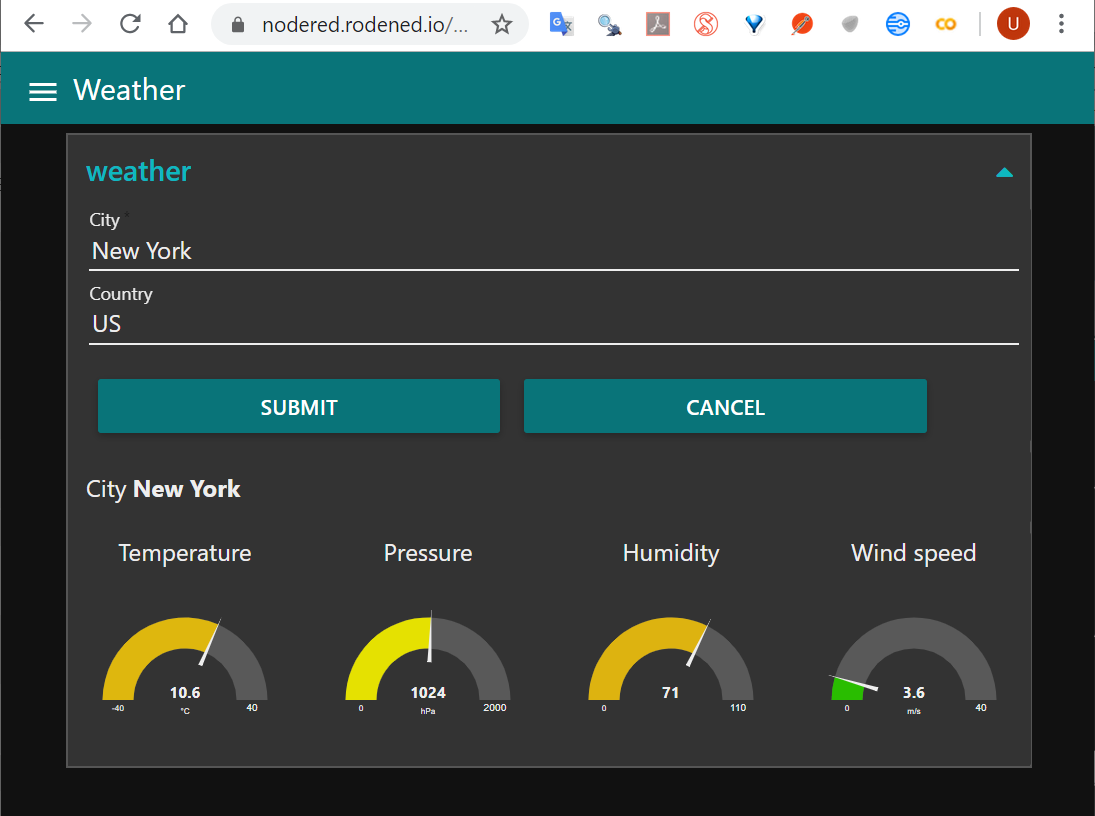 nodered.rodened.io/...
U
Weather
weather
City *
New York
Country
US
SUBMIT CANCEL
City New York
Temperature Pressure Humidity Wind speed
10.6 1024 71 3.6
-40 °C 40 0 hPa 2000 0 110 0 m/s 40